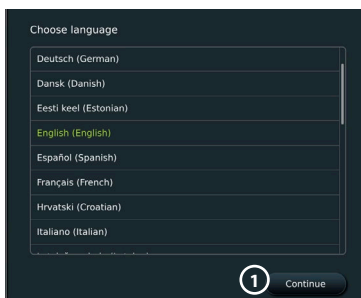 Choose language
Deutsch (German)
Dansk (Danish)
Eesti keel (Estonian)
English (English)
Español (Spanish)
Français (French)
Hrvatski (Croatian)
Italiano (Italian)
1 Continue